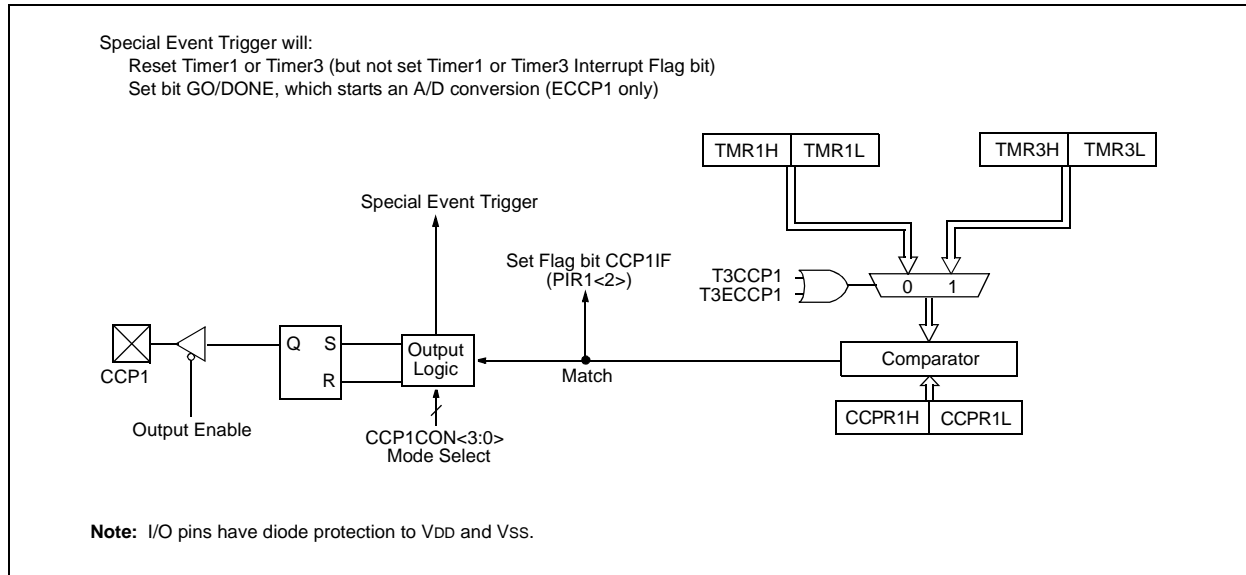 Special Event Trigger will:
Reset Timer1 or Timer3 (but not set Timer1 or Timer3 Interrupt Flag bit)
Set bit GO/DONE, which starts an A/D conversion (ECCP1 only)
TMR1H TMR1L TMR3H TMR3L
Special Event Trigger
Set Flag bit CCP1IF
(PIR1<2>)
T3CCP1
T3ECCP1
0 1
Q S
R
Output
Logic
Match
Comparator
CCP1
Output Enable
CCP1CON<3:0>
Mode Select
CCPR1H CCPR1L
Note: I/O pins have diode protection to VDD and VSS.